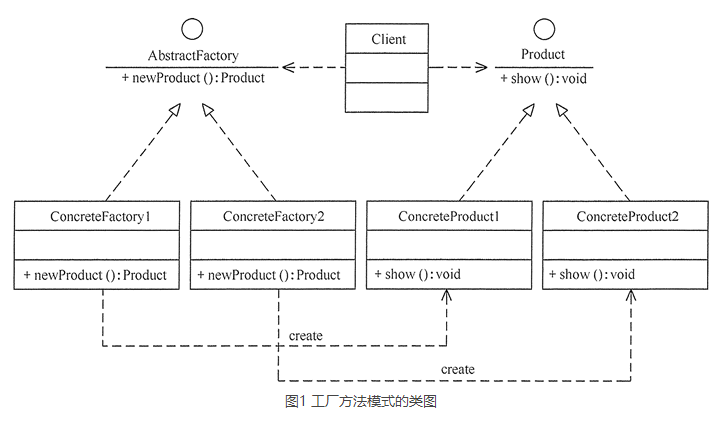 AbstractFactory
+ newProduct (): Product
Client
Product
+ show (): void
ConcreteFactory1
+ newProduct (): Product
ConcreteFactory2
+ newProduct (): Product
ConcreteProduct1
+ show (): void
ConcreteProduct2
+ show (): void
create
create
图1 工厂方法模式的类图